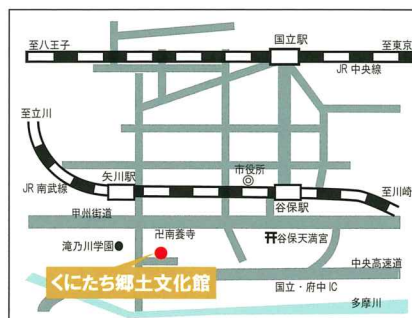 国立駅
至八王子
至東京
JR 中央線
至立川
矢川駅
市役所
谷保駅
至川崎
JR 南武線
甲州街道
滝乃川学園
卍南養寺
谷保天満宮
中央高速道
くにたち郷土文化館
国立・府中IC
多摩川